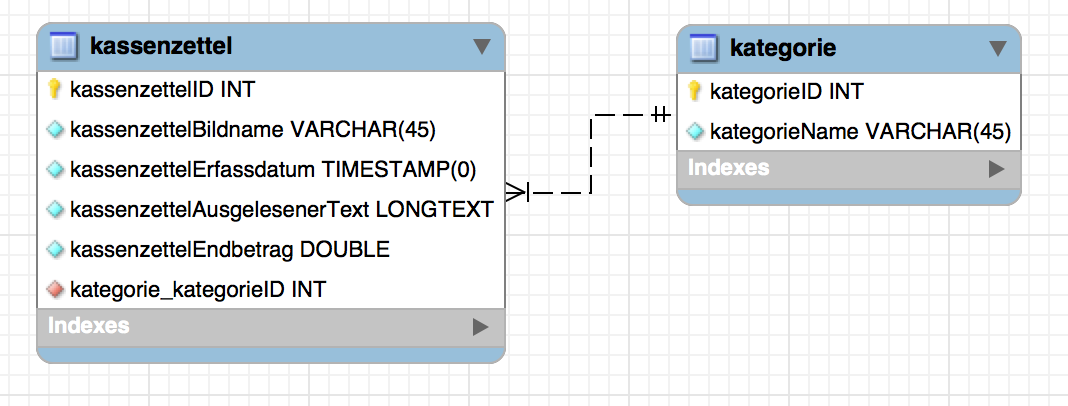 kassenzettel
kassenzettelID INT
kassenzettelBildname VARCHAR(45)
kassenzettelErfassdatum TIMESTAMP(0)
kassenzettelAusgelesenerText LONGTEXT
kassenzettelEndbetrag DOUBLE
kategorie_kategorieID INT
Indexes
kategorie
kategorieID INT
kategorieName VARCHAR(45)
Indexes